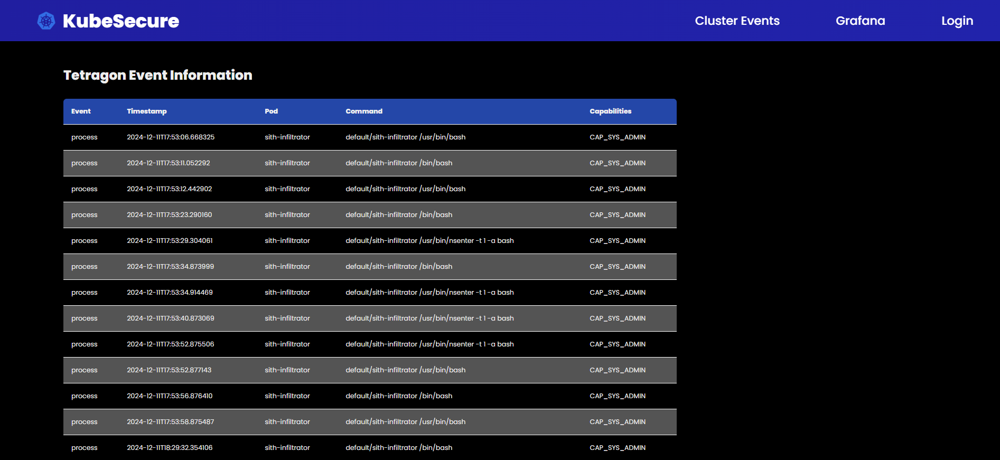 KubeSecure Cluster Events Grafana Login
Tetragon Event Information
Event Timestamp Pod Command Capabilities
process 2024-12-11T17:53:06.668325 sith-infiltrator default/sith-infiltrator /usr/bin/bash CAP_SYS_ADMIN
process 2024-12-11T17:53:11.052292 sith-infiltrator default/sith-infiltrator /bin/bash CAP_SYS_ADMIN
process 2024-12-11T17:53:12.442902 sith-infiltrator default/sith-infiltrator /usr/bin/bash CAP_SYS_ADMIN
process 2024-12-11T17:53:23.290160 sith-infiltrator default/sith-infiltrator /bin/bash CAP_SYS_ADMIN
process 2024-12-11T17:53:29.304061 sith-infiltrator default/sith-infiltrator /usr/bin/nsenter -t 1 -a bash CAP_SYS_ADMIN
process 2024-12-11T17:53:34.873999 sith-infiltrator default/sith-infiltrator /bin/bash CAP_SYS_ADMIN
process 2024-12-11T17:53:34.914469 sith-infiltrator default/sith-infiltrator /usr/bin/nsenter -t 1 -a bash CAP_SYS_ADMIN
process 2024-12-11T17:53:40.873069 sith-infiltrator default/sith-infiltrator /usr/bin/nsenter -t 1 -a bash CAP_SYS_ADMIN
process 2024-12-11T17:53:52.875506 sith-infiltrator default/sith-infiltrator /usr/bin/nsenter -t 1 -a bash CAP_SYS_ADMIN
process 2024-12-11T17:53:52.877143 sith-infiltrator default/sith-infiltrator /usr/bin/bash CAP_SYS_ADMIN
process 2024-12-11T17:53:56.876410 sith-infiltrator default/sith-infiltrator /bin/bash CAP_SYS_ADMIN
process 2024-12-11T17:53:58.875487 sith-infiltrator default/sith-infiltrator /usr/bin/bash CAP_SYS_ADMIN
process 2024-12-11T18:29:32.354106 sith-infiltrator default/sith-infiltrator /bin/bash CAP_SYS_ADMIN